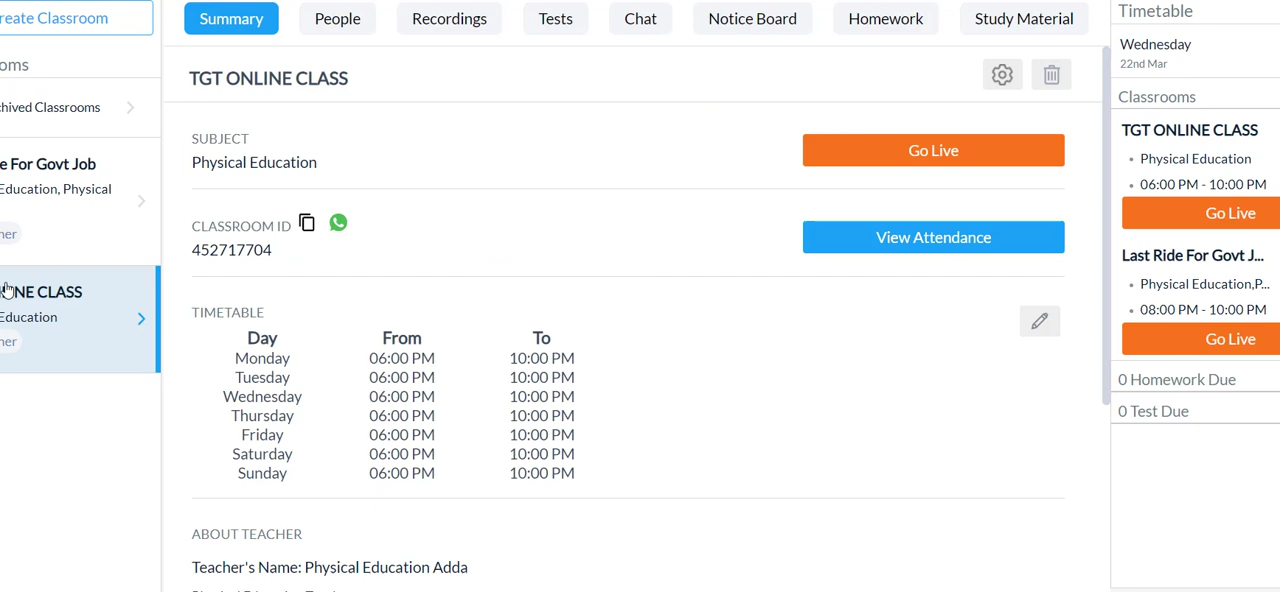 reate Classroom
oms
hived Classrooms
e For Govt Job
Education, Physical
ner
NE CLASS
Education
ner
Summary
People
Recordings
Tests
Chat
Notice Board
Homework
Study Material
TGT ONLINE CLASS
SUBJECT
Physical Education
Go Live
CLASSROOM ID
452717704
View Attendance
TIMETABLE
Day From To
Monday 06:00 PM 10:00 PM
Tuesday 06:00 PM 10:00 PM
Wednesday 06:00 PM 10:00 PM
Thursday 06:00 PM 10:00 PM
Friday 06:00 PM 10:00 PM
Saturday 06:00 PM 10:00 PM
Sunday 06:00 PM 10:00 PM
ABOUT TEACHER
Teacher's Name: Physical Education Adda
Timetable
Wednesday
22nd Mar
Classrooms
TGT ONLINE CLASS
Physical Education
06:00 PM - 10:00 PM
Go Live
Last Ride For Govt J...
Physical Education,P...
08:00 PM - 10:00 PM
Go Live
0 Homework Due
0 Test Due